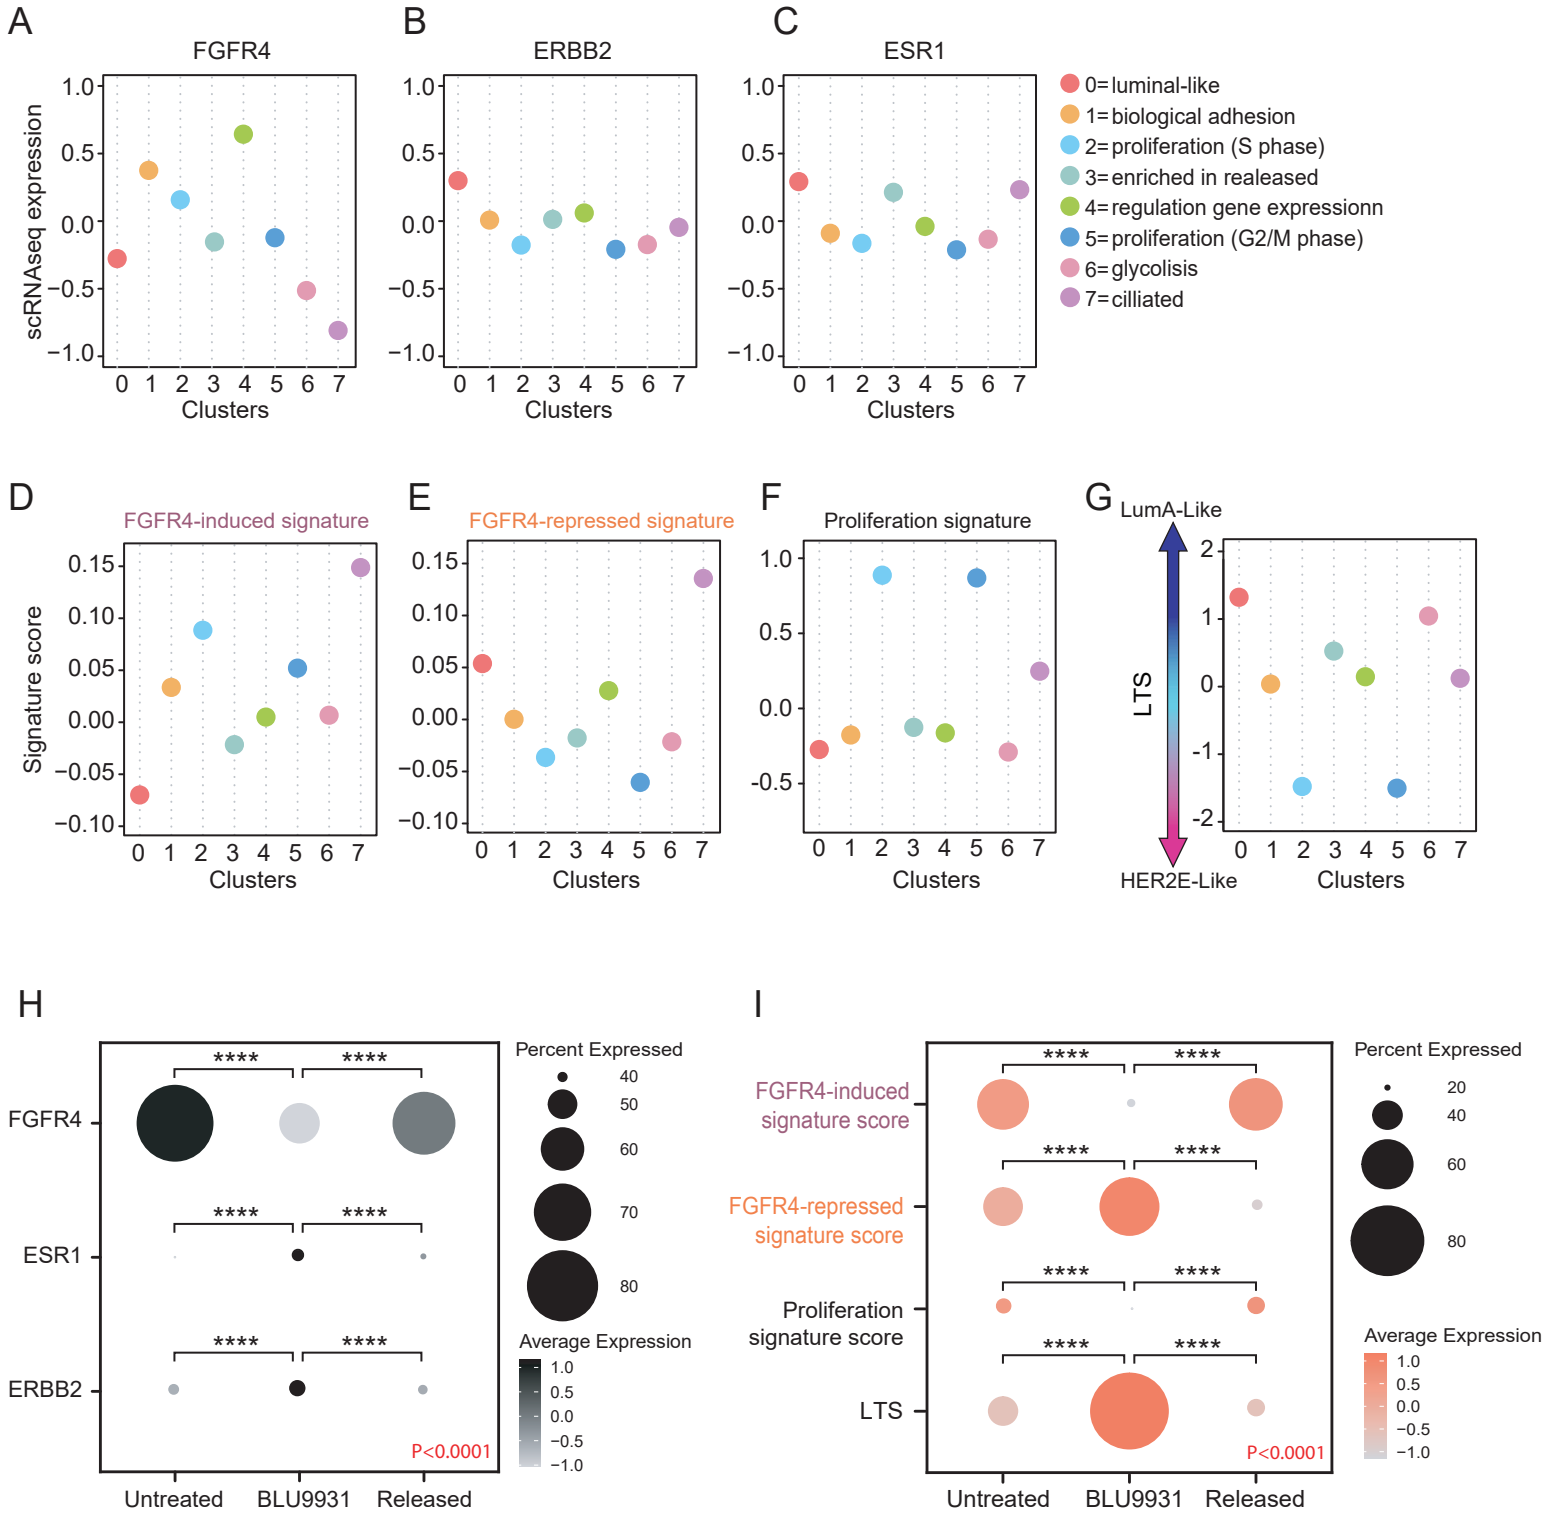 A
B
C
FGFR4
ERBB2
ESR1
scRNAseq expression
1.0
0.5
0.0
−0.5
−1.0
0 1 2 3 4 5 6 7
Clusters
1.0
0.5
0.0
−0.5
−1.0
0 1 2 3 4 5 6 7
Clusters
1.0
0.5
0.0
−0.5
−1.0
0 1 2 3 4 5 6 7
Clusters
0=luminal-like
1=biological adhesion
2=proliferation (S phase)
3=enriched in realeased
4=regulation gene expressionn
5=proliferation (G2/M phase)
6=glycolisis
7=cilliated
D
FGFR4-induced signature
Signature score
0.15
0.10
0.05
0.00
−0.05
−0.10
0 1 2 3 4 5 6 7
Clusters
E
FGFR4-repressed signature
0.15
0.10
0.05
0.00
−0.05
−0.10
0 1 2 3 4 5 6 7
Clusters
F
Proliferation signature
1.0
0.5
0.0
-0.5
0 1 2 3 4 5 6 7
Clusters
G
LumA-Like
LTS
HER2E-Like
2
1
0
-1
-2
0 1 2 3 4 5 6 7
Clusters
H
FGFR4
ESR1
ERBB2
**** ****
**** ****
**** ****
P<0.0001
Untreated BLU9931 Released
Percent Expressed
40
50
60
70
80
Average Expression
1.0
0.5
0.0
−0.5
−1.0
I
FGFR4-induced
signature score
FGFR4-repressed
signature score
Proliferation
signature score
LTS
**** ****
**** ****
**** ****
**** ****
P<0.0001
Untreated BLU9931 Released
Percent Expressed
20
40
60
80
Average Expression
1.0
0.5
0.0
−0.5
−1.0